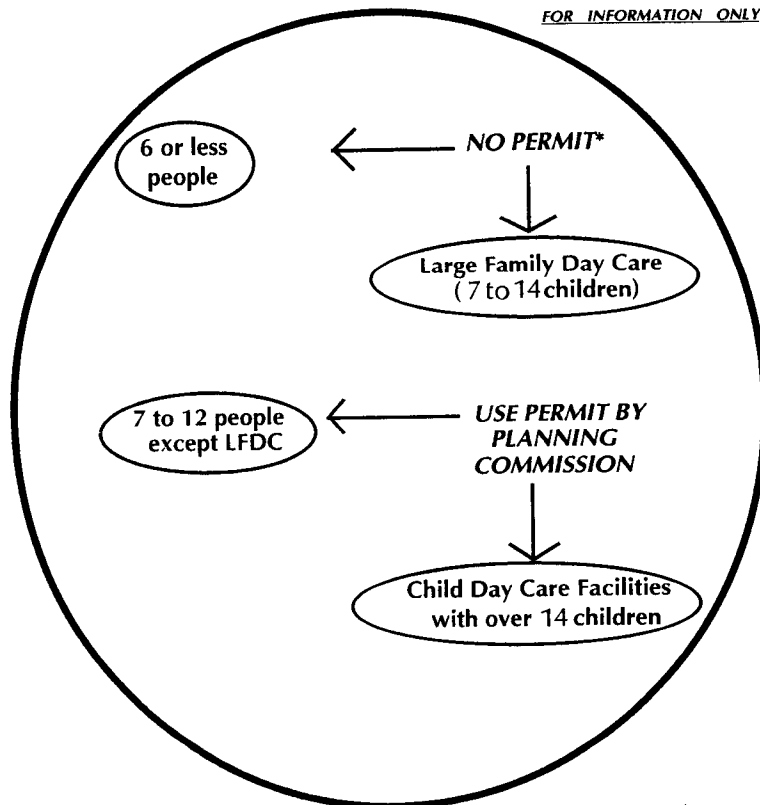 FOR INFORMATION ONLY
6 or less
people
NO PERMIT*
Large Family Day Care
(7 to 14 children)
7 to 12 people
except LFDC
USE PERMIT BY
PLANNING
COMMISSION
Child Day Care Facilities
with over 14 children